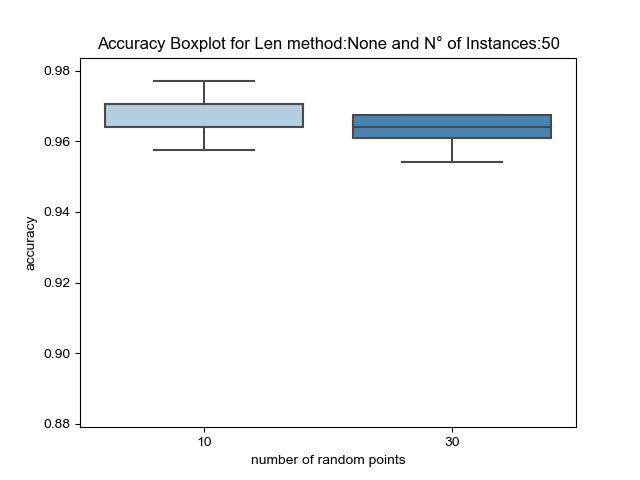 Accuracy Boxplot for Len method:None and N° of Instances:50
0.98
0.96
0.94
0.92
0.90
0.88
accuracy
10
30
number of random points